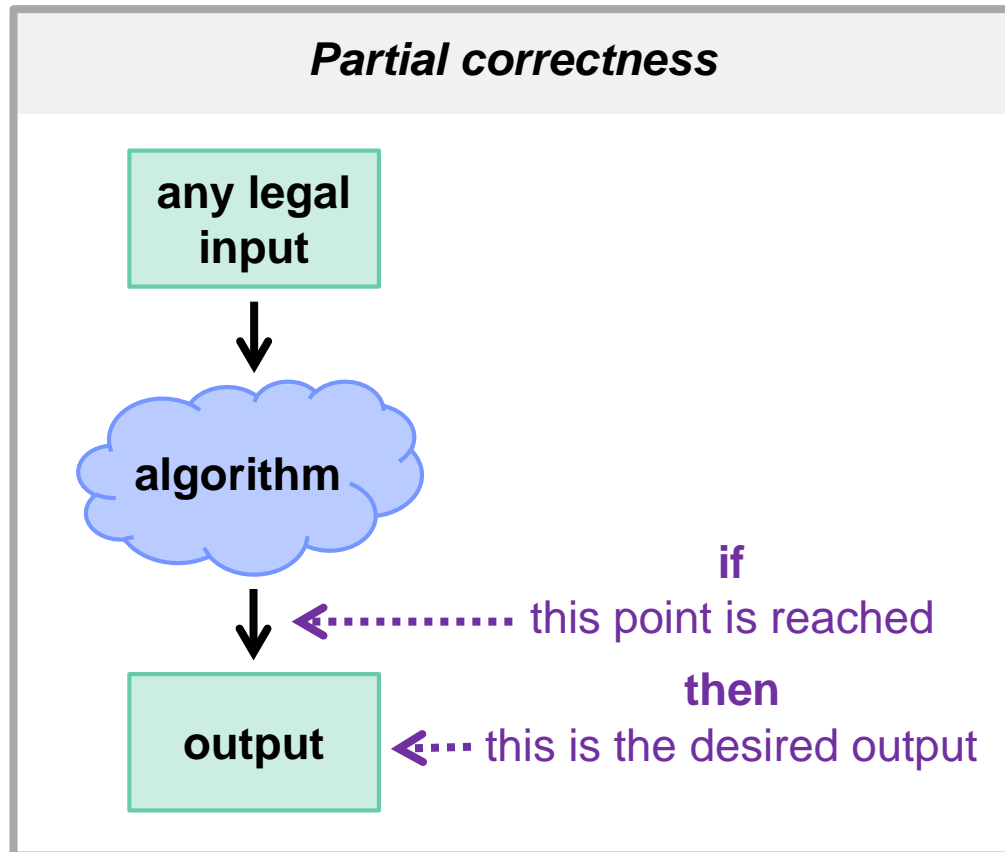 Partial correctness
any legal
input
algorithm
if
this point is reached
then
this is the desired output
output